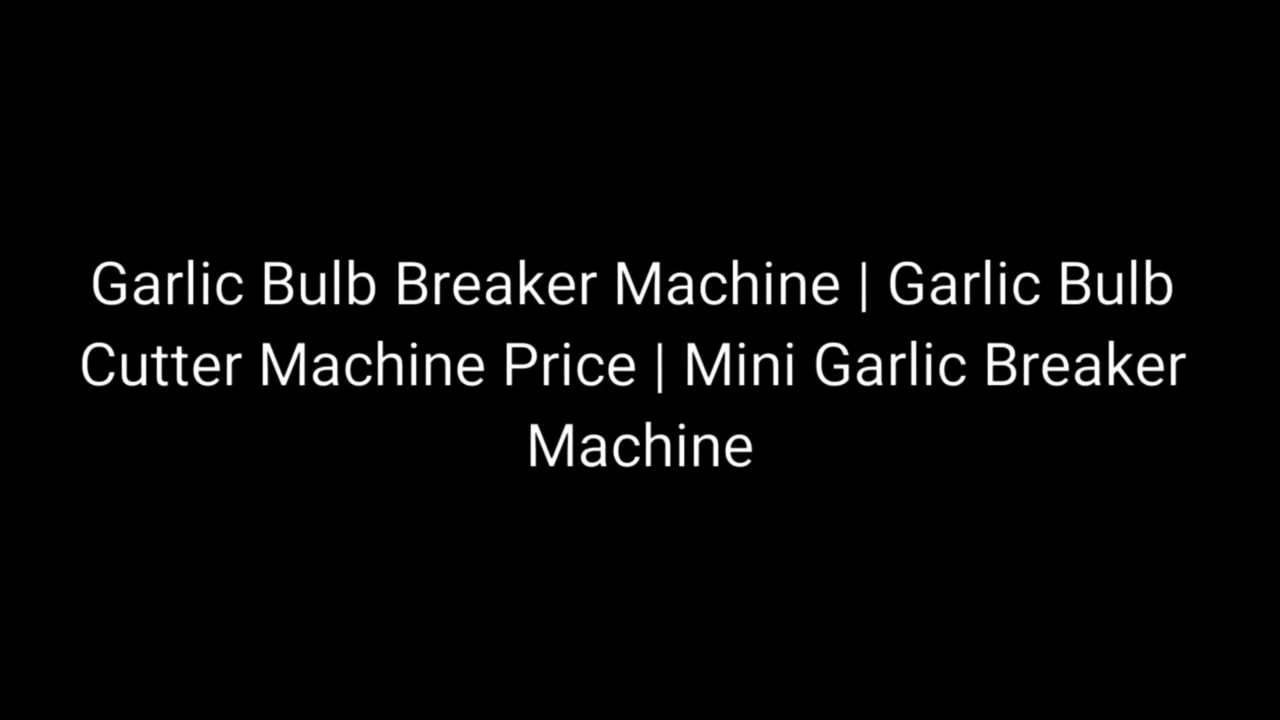 Garlic Bulb Breaker Machine | Garlic Bulb
Cutter Machine Price | Mini Garlic Breaker
Machine